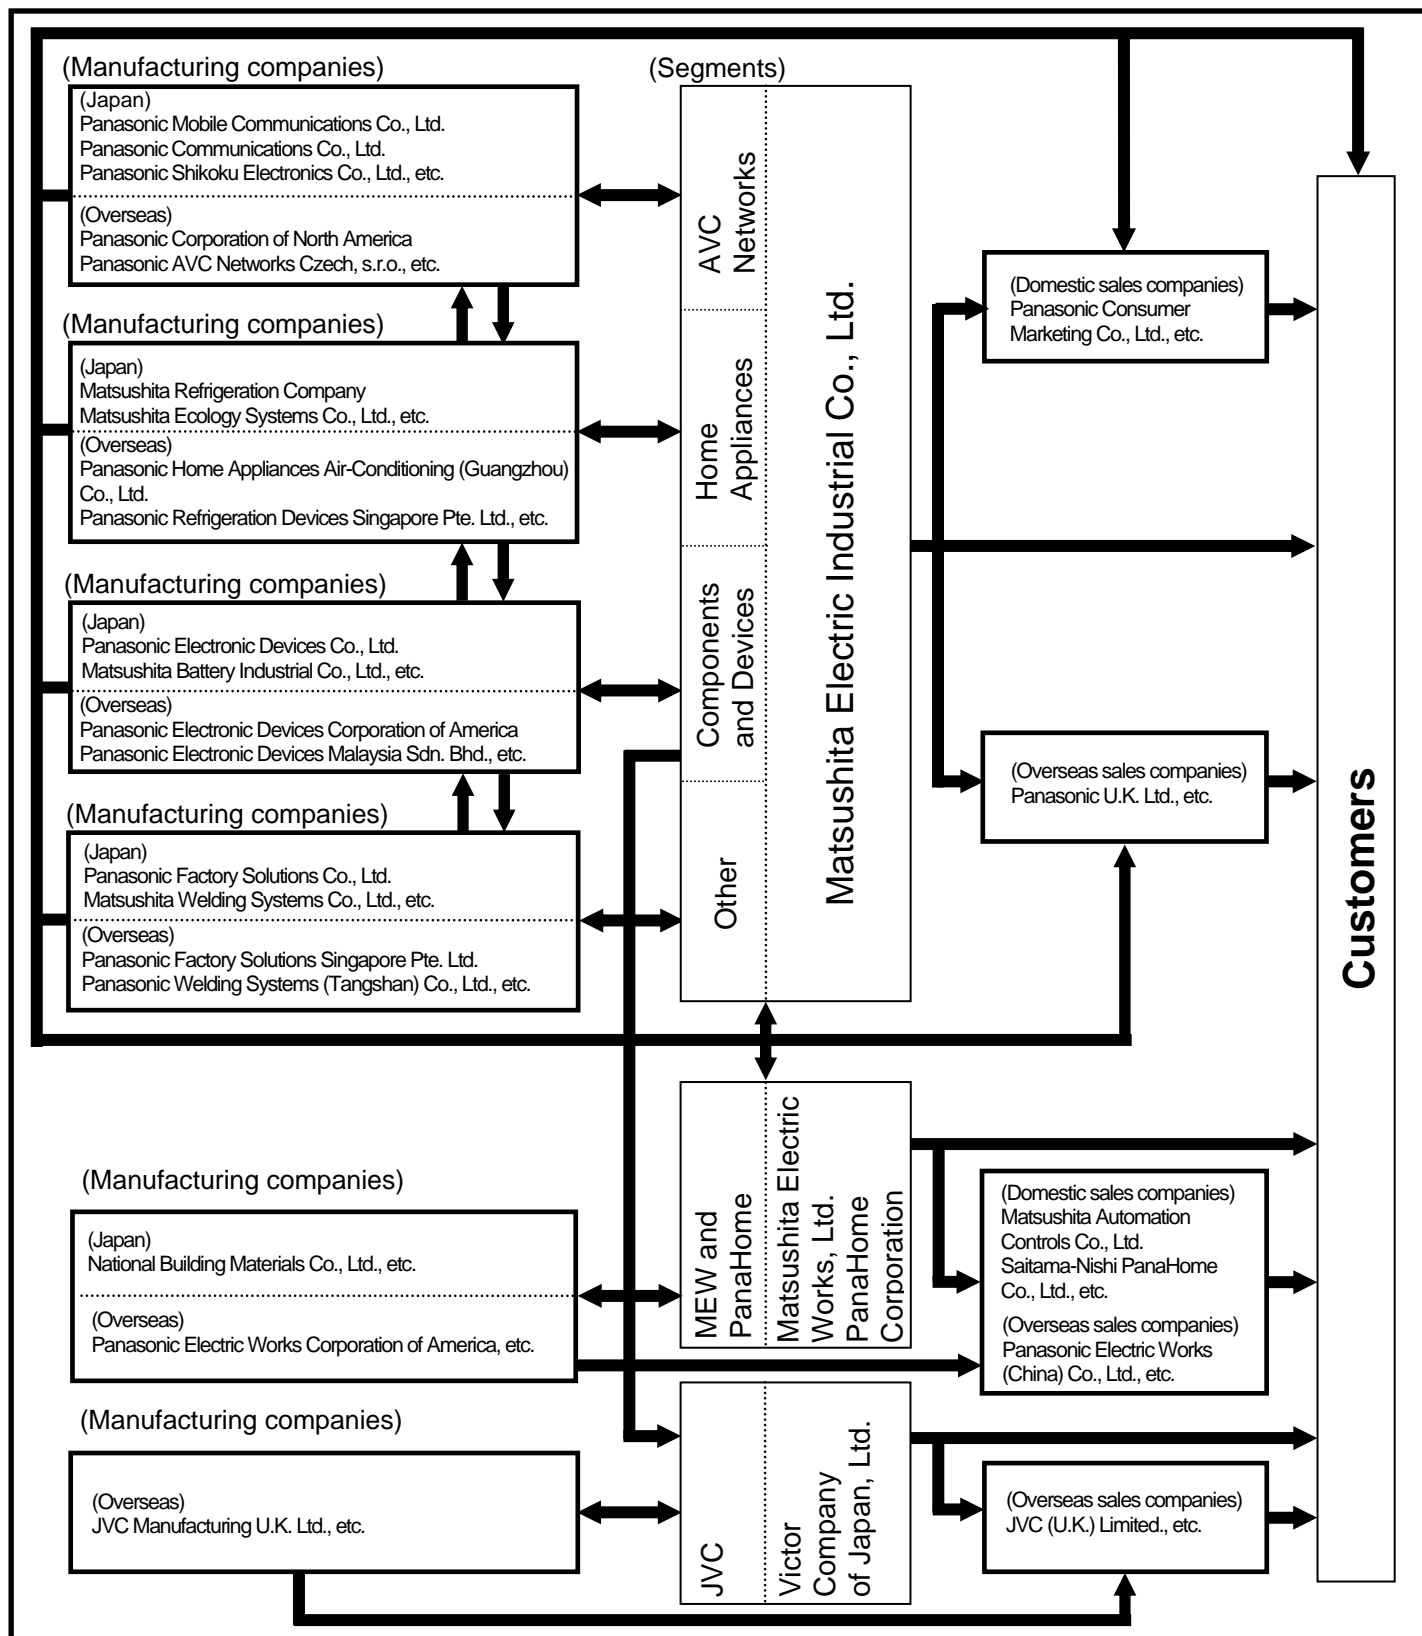 (Manufacturing companies)
(Japan)
Panasonic Mobile Communications Co., Ltd.
Panasonic Communications Co., Ltd.
Panasonic Shikoku Electronics Co., Ltd., etc.
(Overseas)
Panasonic Corporation of North America
Panasonic AVC Networks Czech, s.r.o., etc.
(Manufacturing companies)
(Japan)
Matsushita Refrigeration Company
Matsushita Ecology Systems Co., Ltd., etc.
(Overseas)
Panasonic Home Appliances Air-Conditioning (Guangzhou)
Co., Ltd.
Panasonic Refrigeration Devices Singapore Pte. Ltd., etc.
(Manufacturing companies)
(Japan)
Panasonic Electronic Devices Co., Ltd.
Matsushita Battery Industrial Co., Ltd., etc.
(Overseas)
Panasonic Electronic Devices Corporation of America
Panasonic Electronic Devices Malaysia Sdn. Bhd., etc.
(Manufacturing companies)
(Japan)
Panasonic Factory Solutions Co., Ltd.
Matsushita Welding Systems Co., Ltd., etc.
(Overseas)
Panasonic Factory Solutions Singapore Pte. Ltd.
Panasonic Welding Systems (Tangshan) Co., Ltd., etc.
(Manufacturing companies)
(Japan)
National Building Materials Co., Ltd., etc.
(Overseas)
Panasonic Electric Works Corporation of America, etc.
(Manufacturing companies)
(Overseas)
JVC Manufacturing U.K. Ltd., etc.
(Segments)
AVC
Networks
Home
Appliances
Components
and Devices
Other
Matsushita Electric Industrial Co., Ltd.
MEW and
PanaHome
Matsushita Electric
Works, Ltd.
PanaHome
Corporation
JVC
Victor
Company
of Japan, Ltd.
(Domestic sales companies)
Panasonic Consumer
Marketing Co., Ltd., etc.
(Overseas sales companies)
Panasonic U.K. Ltd., etc.
(Domestic sales companies)
Matsushita Automation
Controls Co., Ltd.
Saitama-Nishi PanaHome
Co., Ltd., etc.
(Overseas sales companies)
Panasonic Electric Works
(China) Co., Ltd., etc.
(Overseas sales companies)
JVC (U.K.) Limited., etc.
Customers